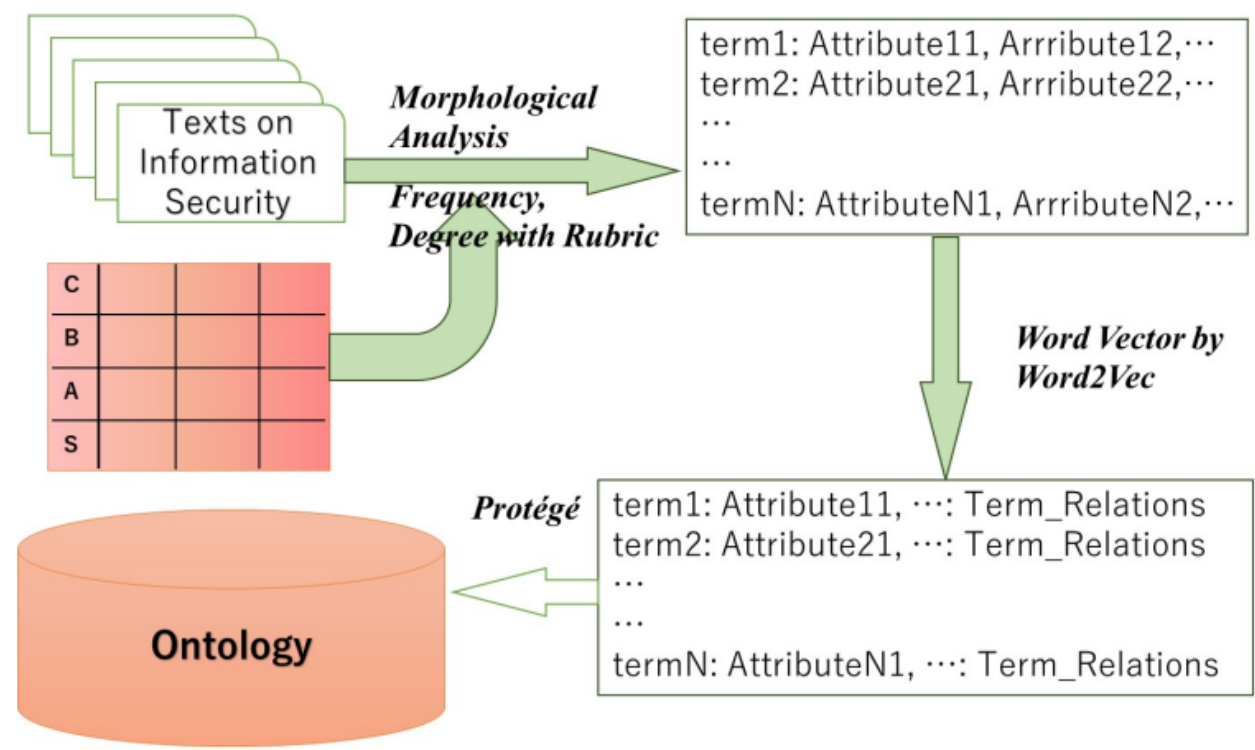 Texts on
Information
Security
Morphological
Analysis
Frequency,
Degree with Rubric
term1: Attribute11, Arrribute12,⋯
term2: Attribute21, Arrribute22,⋯
⋯
⋯
termN: AttributeN1, ArrributeN2,⋯
C
B
A
S
Word Vector by
Word2Vec
term1: Attribute11, ⋯: Term_Relations
term2: Attribute21, ⋯: Term_Relations
⋯
⋯
termN: AttributeN1, ⋯: Term_Relations
Protégé
Ontology